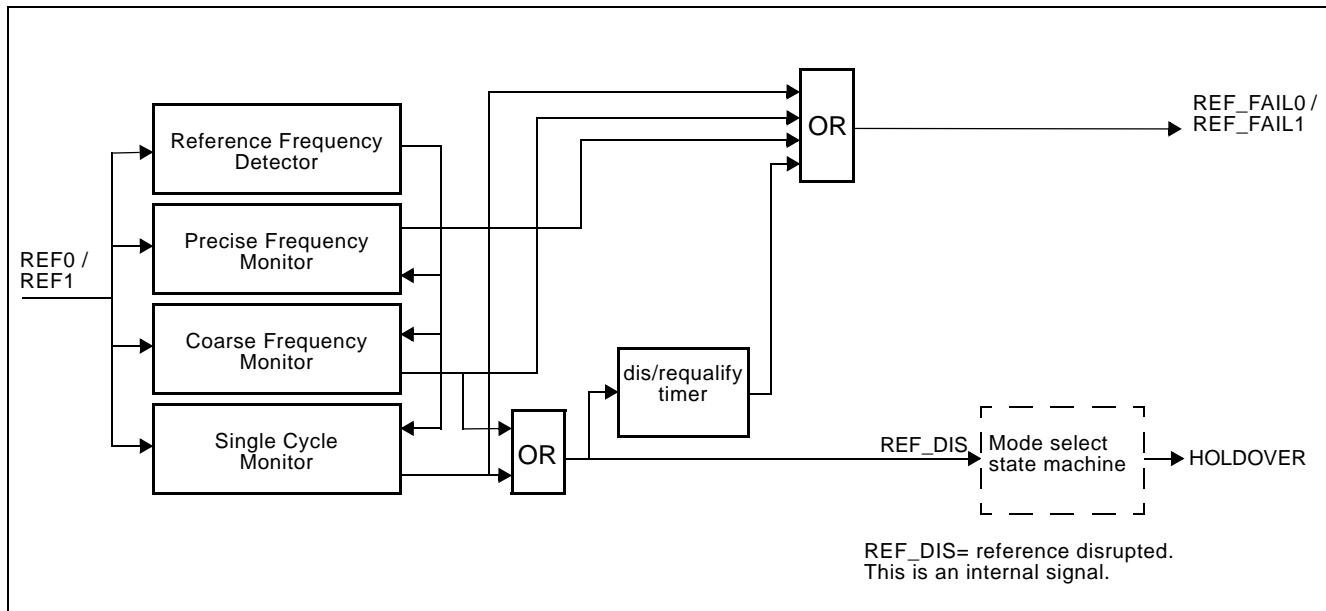 Reference Frequency
Detector
Precise Frequency
Monitor
REF0 /
REF1
Coarse Frequency
Monitor
Single Cycle
Monitor
OR
dis/requalify
timer
OR
REF_FAIL0 /
REF_FAIL1
REF_DIS
Mode select
state machine
HOLDOVER
REF_DIS= reference disrupted.
This is an internal signal.